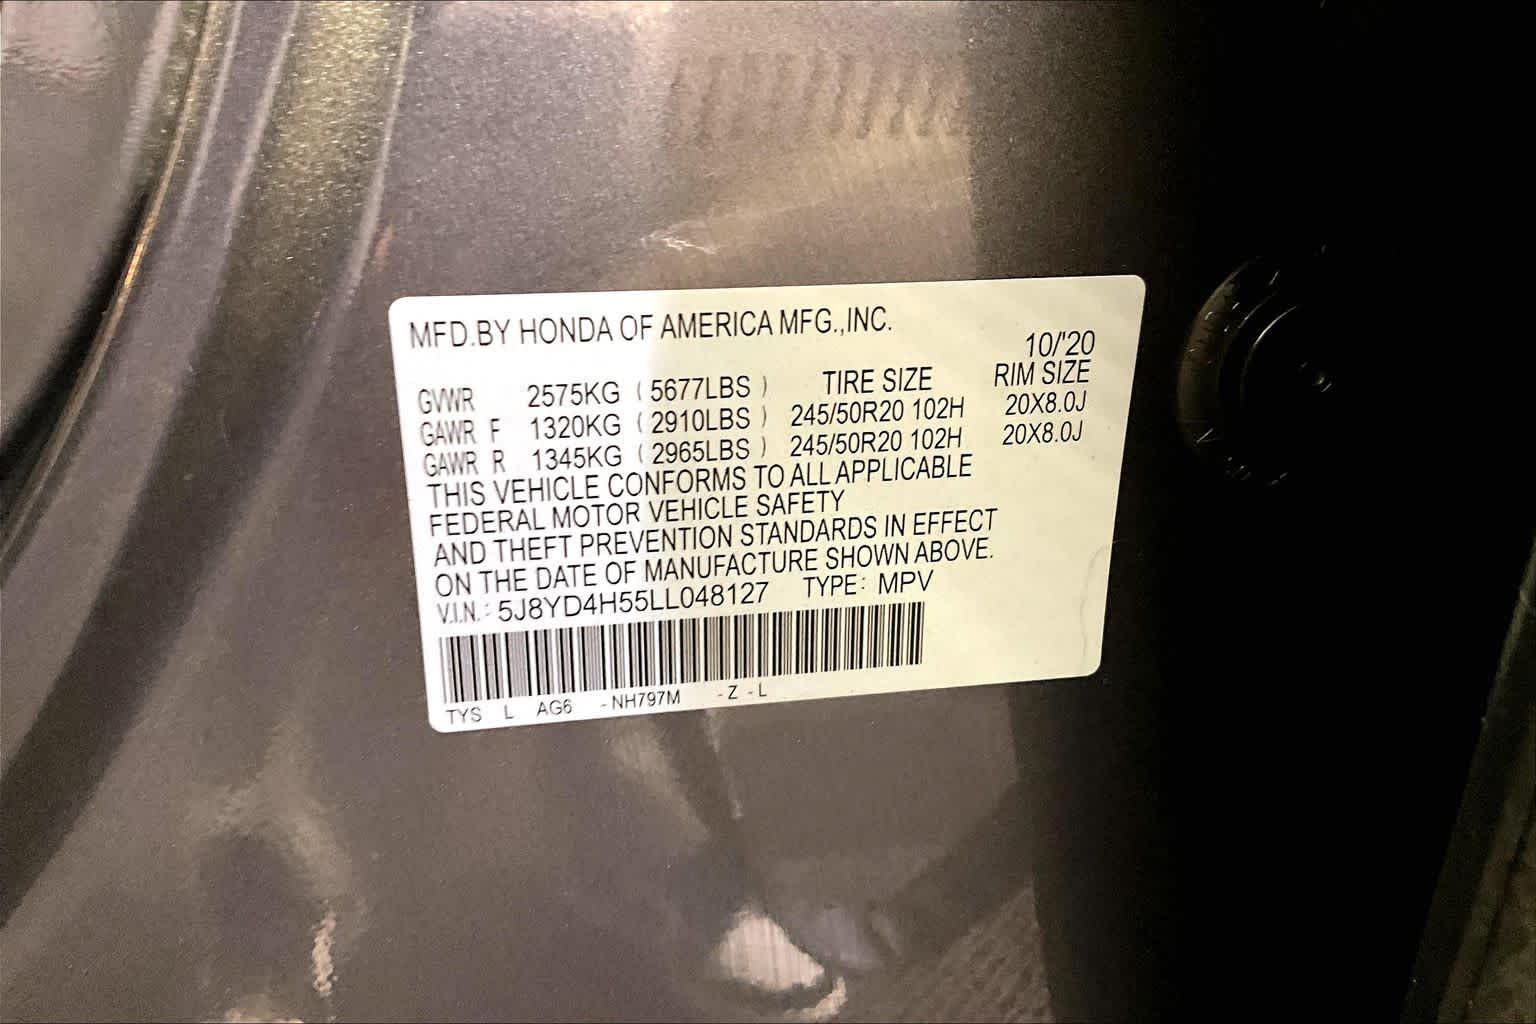 MFD.BY HONDA OF AMERICA MFG.,INC.
10/'20
GVWR 2575KG (5677LBS) TIRE SIZE RIM SIZE
GAWR F 1320KG (2910LBS) 245/50R20 102H 20X8.0J
GAWR R 1345KG (2965LBS) 245/50R20 102H 20X8.0J
THIS VEHICLE CONFORMS TO ALL APPLICABLE
FEDERAL MOTOR VEHICLE SAFETY
AND THEFT PREVENTION STANDARDS IN EFFECT
ON THE DATE OF MANUFACTURE SHOWN ABOVE.
V.I.N.: 5J8YD4H55LL048127 TYPE: MPV
TYS L AG6 -NH797M -Z -L